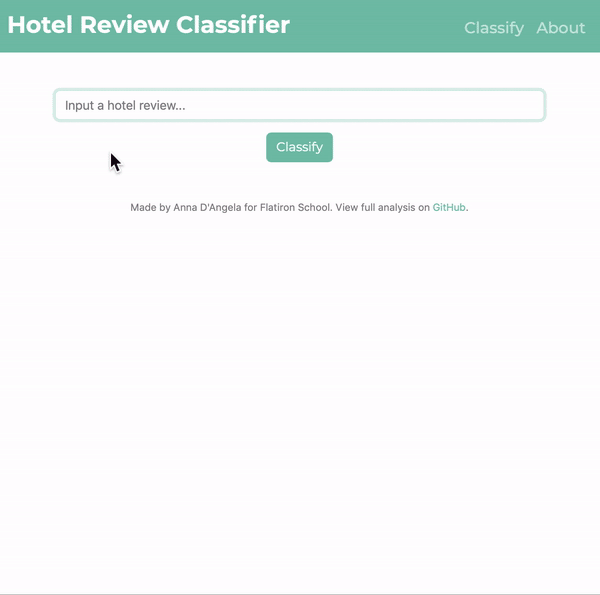 Hotel Review Classifier
Classify About
Input a hotel review...
Classify
Made by Anna D'Angela for Flatiron School. View full analysis on GitHub.